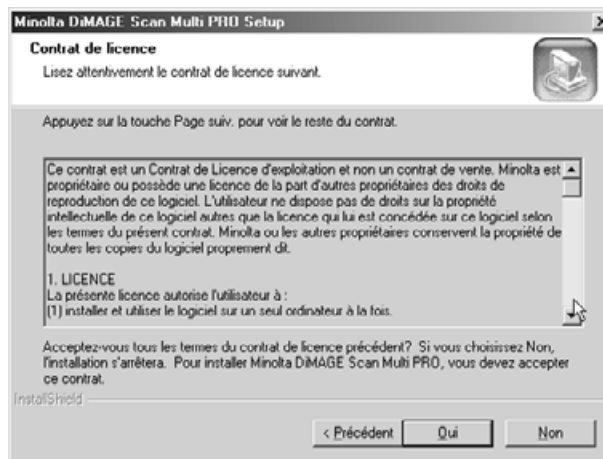 Minolta DiMAGE Scan Multi PRO Setup
Contrat de licence
Lisez attentivement le contrat de licence suivant.
Appuyez sur la touche Page suiv. pour voir le reste du contrat.
Ce contrat est un Contrat de Licence d'exploitation et non un contrat de vente. Minolta est
propriétaire ou possède une licence de la part d'autres propriétaires des droits de
reproduction de ce logiciel. L'utilisateur ne dispose pas de droits sur la propriété
intellectuelle de ce logiciel autres que la licence qui lui est concédée sur ce logiciel selon
les termes du présent contrat. Minolta ou les autres propriétaires conservent la propriété de
toutes les copies du logiciel proprement dit.
1. LICENCE
La présente licence autorise l'utilisateur à :
(1) installer et utiliser le logiciel sur un seul ordinateur à la fois.
Acceptez-vous tous les termes du contrat de licence précédent? Si vous choisissez Non,
l'installation s'arrêtera. Pour installer Minolta DiMAGE Scan Multi PRO, vous devez accepter
ce contrat.
InstallShield
< Précédent
Oui
Non